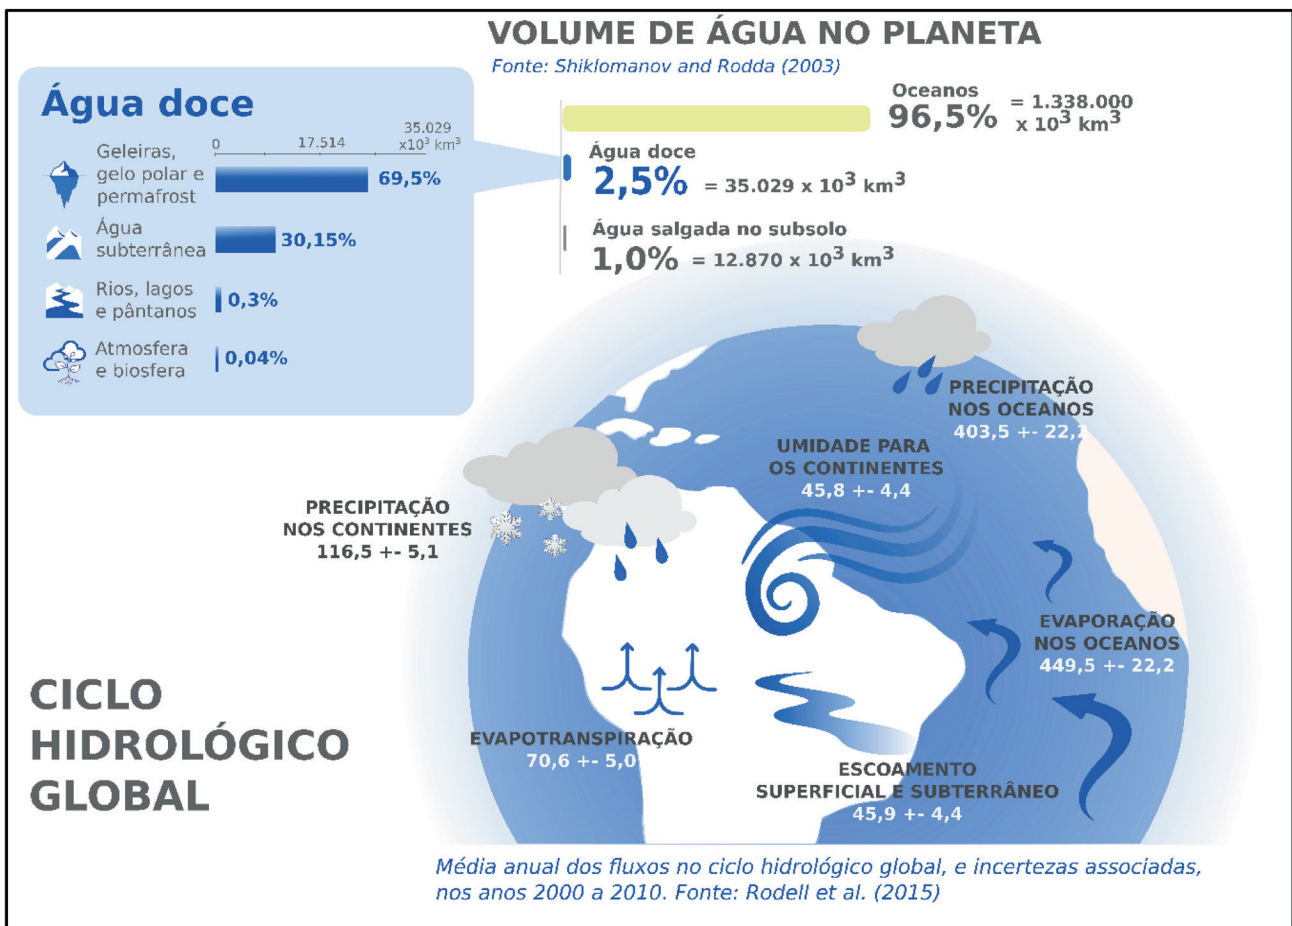 VOLUME DE ÁGUA NO PLANETA
Fonte: Shiklomanov and Rodda (2003)
Água doce
0
17.514
35.029
x10³ km³
Geleiras,
gelo polar e
permafrost
69,5%
Água
subterrânea
30,15%
Rios, lagos
e pântanos
0,3%
Atmosfera
e biosfera
0,04%
Oceanos
96,5% = 1.338.000
x 10³ km³
Água doce
2,5% = 35.029 x 10³ km³
Água salgada no subsolo
1,0% = 12.870 x 10³ km³
PRECIPITAÇÃO
NOS OCEANOS
403,5 +- 22,2
UMIDADE PARA
OS CONTINENTES
45,8 +- 4,4
PRECIPITAÇÃO
NOS CONTINENTES
116,5 +- 5,1
EVAPORAÇÃO
NOS OCEANOS
449,5 +- 22,2
EVAPOTRANSPIRAÇÃO
70,6 +- 5,0
ESCOAMENTO
SUPERFICIAL E SUBTERRÂNEO
45,9 +- 4,4
CICLO
HIDROLÓGICO
GLOBAL
Média anual dos fluxos no ciclo hidrológico global, e incertezas associadas,
nos anos 2000 a 2010. Fonte: Rodell et al. (2015)